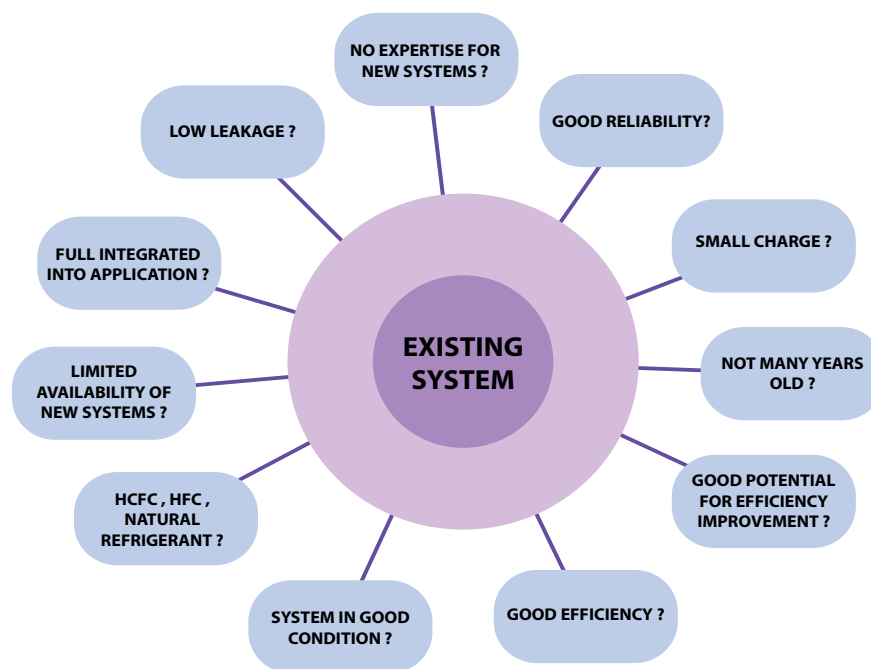 NO EXPERTISE FOR
NEW SYSTEMS ?
GOOD RELIABILITY?
LOW LEAKAGE ?
SMALL CHARGE ?
FULL INTEGRATED
INTO APPLICATION ?
EXISTING
SYSTEM
NOT MANY YEARS
OLD ?
LIMITED
AVAILABILITY OF
NEW SYSTEMS ?
GOOD POTENTIAL
FOR EFFICIENCY
IMPROVEMENT ?
HCFC , HFC ,
NATURAL
REFRIGERANT ?
GOOD EFFICIENCY ?
SYSTEM IN GOOD
CONDITION ?